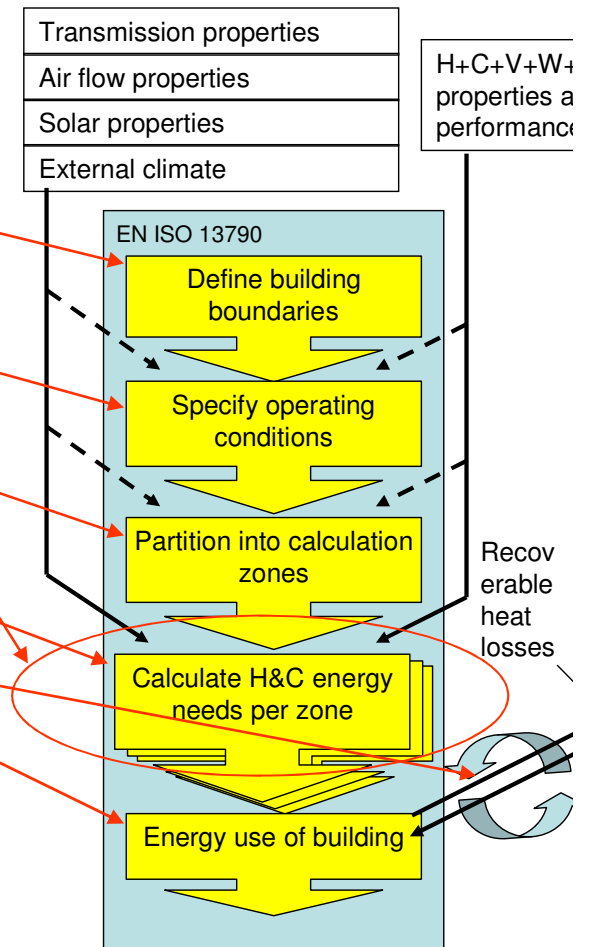 Transmission properties
Air flow properties
Solar properties
External climate
H+C+V+W+
properties a
performance
EN ISO 13790
Define building
boundaries
Specify operating
conditions
Partition into calculation
zones
Recov
erable
heat
losses
Calculate H&C energy
needs per zone
Energy use of building